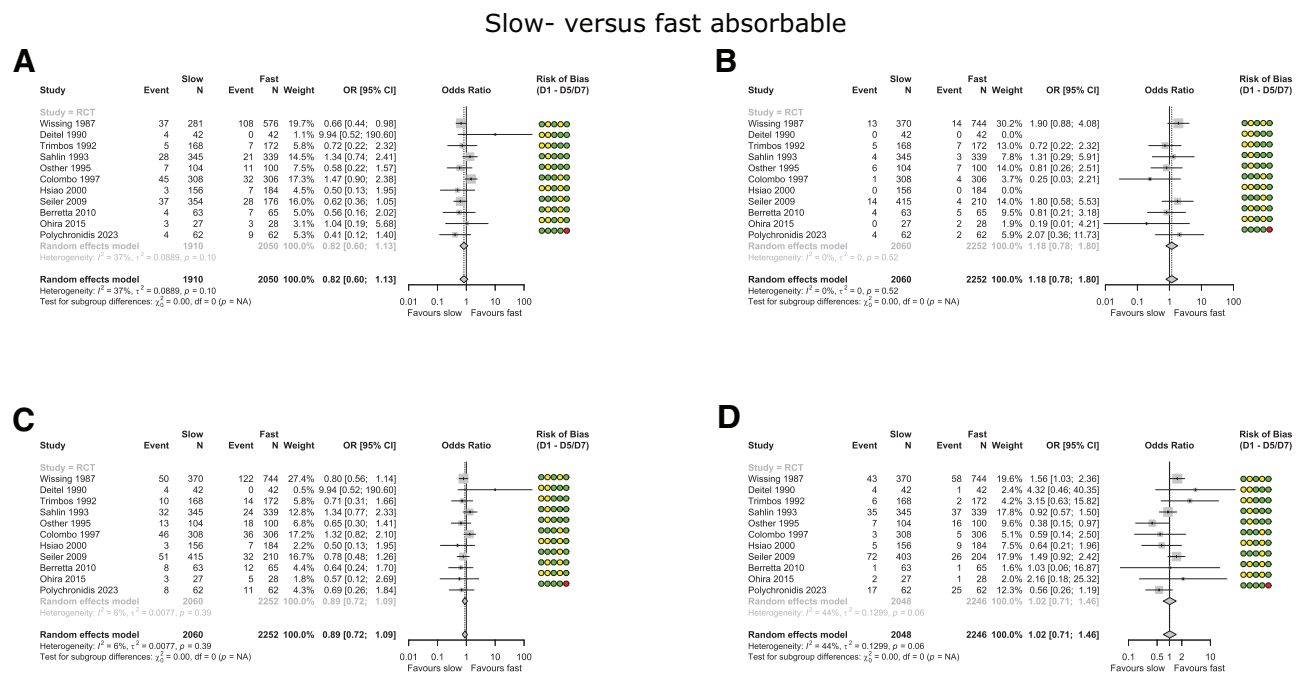 Slow- versus fast absorbable
A
Slow Fast Risk of Bias
Study Event N Event N Weight OR [95% CI] Odds Ratio (D1 - D5/D7)
Study = RCT
Wissing 1987 37 281 108 576 19.7% 0.66 [0.44; 0.98]
Deitel 1990 4 42 0 42 1.1% 9.94 [0.52; 190.60]
Trimbos 1992 5 168 7 172 5.8% 0.72 [0.22; 2.32]
Sahlin 1993 28 345 21 339 14.5% 1.34 [0.74; 2.41]
Osther 1995 7 104 11 100 6.6% 0.58 [0.22; 1.57]
Colombo 1997 45 308 32 306 17.2% 1.47 [0.90; 2.38]
Hsiao 2000 3 156 7 184 4.5% 0.50 [0.13; 1.95]
Seiler 2009 37 354 28 176 16.0% 0.62 [0.36; 1.05]
Berretta 2010 4 63 7 65 5.1% 0.56 [0.16; 2.02]
Ohira 2015 3 27 3 28 3.1% 1.04 [0.19; 5.68]
Polychronidis 2023 4 62 9 62 5.3% 0.41 [0.12; 1.40]
Random effects model 1910 2050 100.0% 0.82 [0.60; 1.13]
Heterogeneity: I² = 37%, τ² = 0.0889, p = 0.10
Random effects model 1910 2050 100.0% 0.82 [0.60; 1.13]
Heterogeneity: I² = 37%, τ² = 0.0889, p = 0.10
Test for subgroup differences: χ²₀ = 0.00, df = 0 (p = NA)
0.01 0.1 1 10 100
Favours slow Favours fast
B
Slow Fast Risk of Bias
Study Event N Event N Weight OR [95% CI] Odds Ratio (D1 - D5/D7)
Study = RCT
Wissing 1987 13 370 14 744 30.2% 1.90 [0.88; 4.08]
Deitel 1990 0 42 0 42 0.0%
Trimbos 1992 5 168 7 172 13.0% 0.72 [0.22; 2.32]
Sahlin 1993 4 345 3 339 7.8% 1.31 [0.29; 5.91]
Osther 1995 6 104 7 100 14.0% 0.81 [0.26; 2.51]
Colombo 1997 1 308 4 306 3.7% 0.25 [0.03; 2.21]
Hsiao 2000 0 156 0 184 0.0%
Seiler 2009 14 415 4 210 14.0% 1.80 [0.58; 5.53]
Berretta 2010 4 63 5 65 9.4% 0.81 [0.21; 3.18]
Ohira 2015 0 27 2 28 1.9% 0.19 [0.01; 4.21]
Polychronidis 2023 4 62 2 62 5.9% 2.07 [0.36; 11.73]
Random effects model 2060 2252 100.0% 1.18 [0.78; 1.80]
Heterogeneity: I² = 0%, τ² = 0, p = 0.52
Random effects model 2060 2252 100.0% 1.18 [0.78; 1.80]
Heterogeneity: I² = 0%, τ² = 0, p = 0.52
Test for subgroup differences: χ²₀ = 0.00, df = 0 (p = NA)
0.01 0.1 1 10 100
Favours slow Favours fast
C
Slow Fast Risk of Bias
Study Event N Event N Weight OR [95% CI] Odds Ratio (D1 - D5/D7)
Study = RCT
Wissing 1987 50 370 122 744 27.4% 0.80 [0.56; 1.14]
Deitel 1990 4 42 0 42 0.5% 9.94 [0.52; 190.60]
Trimbos 1992 10 168 14 172 5.8% 0.71 [0.31; 1.66]
Sahlin 1993 32 345 24 339 12.4% 1.34 [0.77; 2.33]
Osther 1995 13 104 18 100 6.8% 0.65 [0.30; 1.41]
Colombo 1997 46 308 36 306 17.2% 1.32 [0.82; 2.10]
Hsiao 2000 3 156 7 184 2.3% 0.50 [0.13; 1.95]
Seiler 2009 51 415 32 210 16.7% 0.78 [0.48; 1.26]
Berretta 2010 8 63 12 65 4.4% 0.64 [0.24; 1.70]
Ohira 2015 3 27 5 28 1.8% 0.57 [0.12; 2.69]
Polychronidis 2023 8 62 11 62 4.2% 0.69 [0.26; 1.84]
Random effects model 2060 2252 100.0% 0.89 [0.72; 1.09]
Heterogeneity: I² = 6%, τ² = 0.0077, p = 0.39
Random effects model 2060 2252 100.0% 0.89 [0.72; 1.09]
Heterogeneity: I² = 6%, τ² = 0.0077, p = 0.39
Test for subgroup differences: χ²₀ = 0.00, df = 0 (p = NA)
0.01 0.1 1 10 100
Favours slow Favours fast
D
Slow Fast Risk of Bias
Study Event N Event N Weight OR [95% CI] Odds Ratio (D1 - D5/D7)
Study = RCT
Wissing 1987 43 370 58 744 19.6% 1.56 [1.03; 2.36]
Deitel 1990 4 42 1 42 2.4% 4.32 [0.46; 40.35]
Trimbos 1992 6 168 2 172 4.2% 3.15 [0.63; 15.82]
Sahlin 1993 35 345 37 339 17.8% 0.92 [0.57; 1.50]
Osther 1995 7 104 16 100 9.4% 0.38 [0.15; 0.97]
Colombo 1997 3 308 5 306 5.1% 0.59 [0.14; 2.50]
Hsiao 2000 5 156 9 184 7.5% 0.64 [0.21; 1.96]
Seiler 2009 72 403 26 204 17.9% 1.49 [0.92; 2.42]
Berretta 2010 1 63 1 65 1.6% 1.03 [0.06; 16.87]
Ohira 2015 2 27 1 28 2.0% 2.16 [0.18; 25.32]
Polychronidis 2023 17 62 25 62 12.3% 0.56 [0.26; 1.19]
Random effects model 2048 2246 100.0% 1.02 [0.71; 1.46]
Heterogeneity: I² = 44%, τ² = 0.1299, p = 0.06
Random effects model 2048 2246 100.0% 1.02 [0.71; 1.46]
Heterogeneity: I² = 44%, τ² = 0.1299, p = 0.06
Test for subgroup differences: χ²₀ = 0.00, df = 0 (p = NA)
0.1 0.5 1 2 10
Favours slow Favours fast